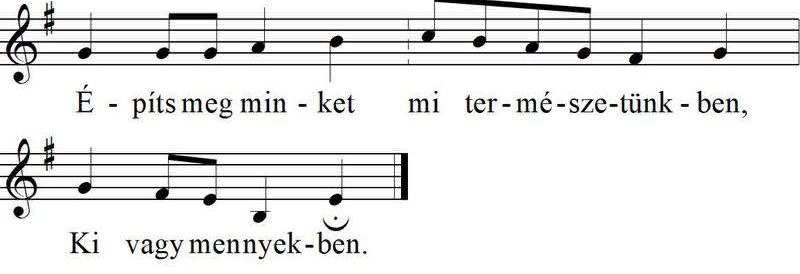 É - píts meg min - ket mi ter - mé - sze - tünk - ben,
Ki vagy mennyek - ben.